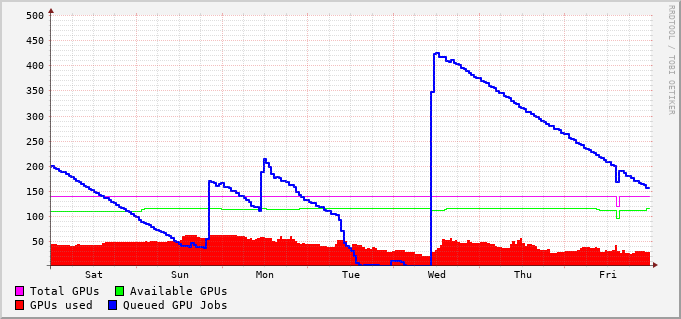 500
450
400
350
300
250
200
150
100
50
Sat Sun Mon Tue Wed Thu Fri
Total GPUs Available GPUs
GPUs used Queued GPU Jobs
RRDTOOL / TOBI OETIKER